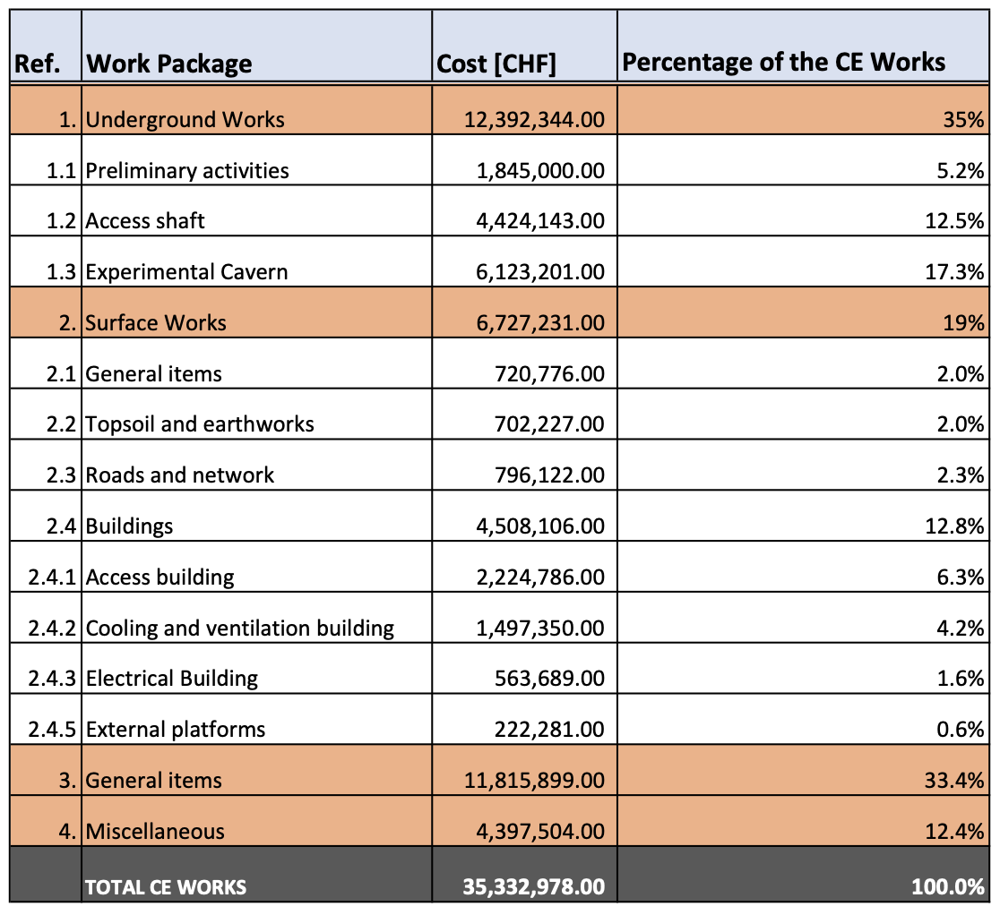 Ref. Work Package Cost [CHF] Percentage of the CE Works
1. Underground Works 12,392,344.00 35%
1.1 Preliminary activities 1,845,000.00 5.2%
1.2 Access shaft 4,424,143.00 12.5%
1.3 Experimental Cavern 6,123,201.00 17.3%
2. Surface Works 6,727,231.00 19%
2.1 General items 720,776.00 2.0%
2.2 Topsoil and earthworks 702,227.00 2.0%
2.3 Roads and network 796,122.00 2.3%
2.4 Buildings 4,508,106.00 12.8%
2.4.1 Access building 2,224,786.00 6.3%
2.4.2 Cooling and ventilation building 1,497,350.00 4.2%
2.4.3 Electrical Building 563,689.00 1.6%
2.4.5 External platforms 222,281.00 0.6%
3. General items 11,815,899.00 33.4%
4. Miscellaneous 4,397,504.00 12.4%
TOTAL CE WORKS 35,332,978.00 100.0%